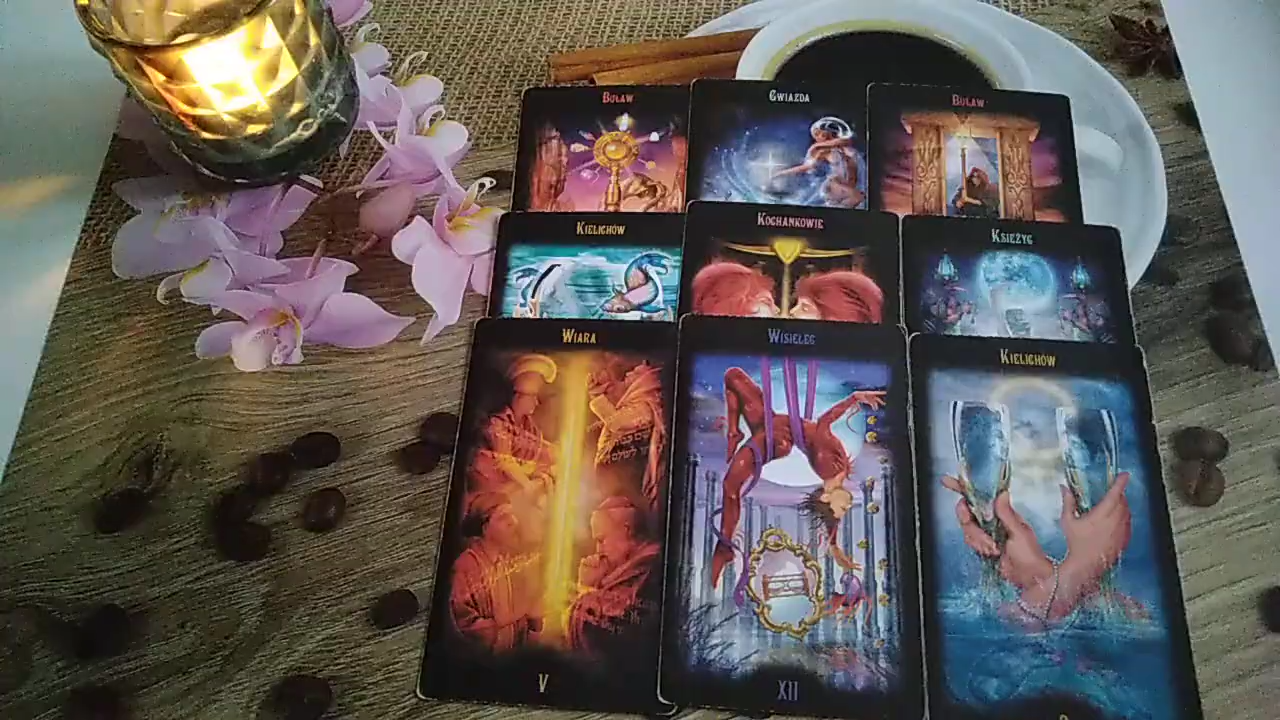 Buław
Gwiazda
Buław
Kielichów
Kochankowie
Księżyc
Wiara
Wisielec
Kielichów
V
XII